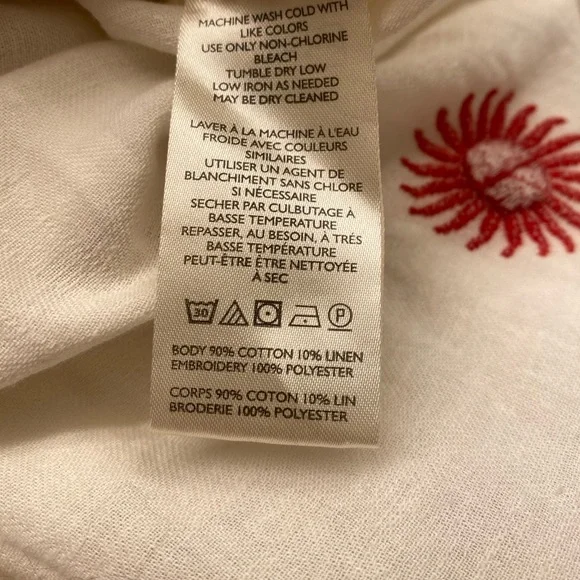 MACHINE WASH COLD WITH
LIKE COLORS
USE ONLY NON-CHLORINE
BLEACH
TUMBLE DRY LOW
LOW IRON AS NEEDED
MAY BE DRY CLEANED
LAVER À LA MACHINE À L'EAU
FROIDE AVEC COULEURS
SIMILAIRES
UTILISER UN AGENT DE
BLANCHIMENT SANS CHLORE
SI NÉCESSAIRE
SECHER PAR CULBUTAGE À
BASSE TEMPERATURE
REPASSER, AU BESOIN, À TRÉS
BASSE TEMPÉRATURE
PEUT-ÊTRE ÊTRE NETTOYÉE
À SEC
30 P
BODY 90% COTTON 10% LINEN
EMBROIDERY 100% POLYESTER
CORPS 90% COTON 10% LIN
BRODERIE 100% POLYESTER